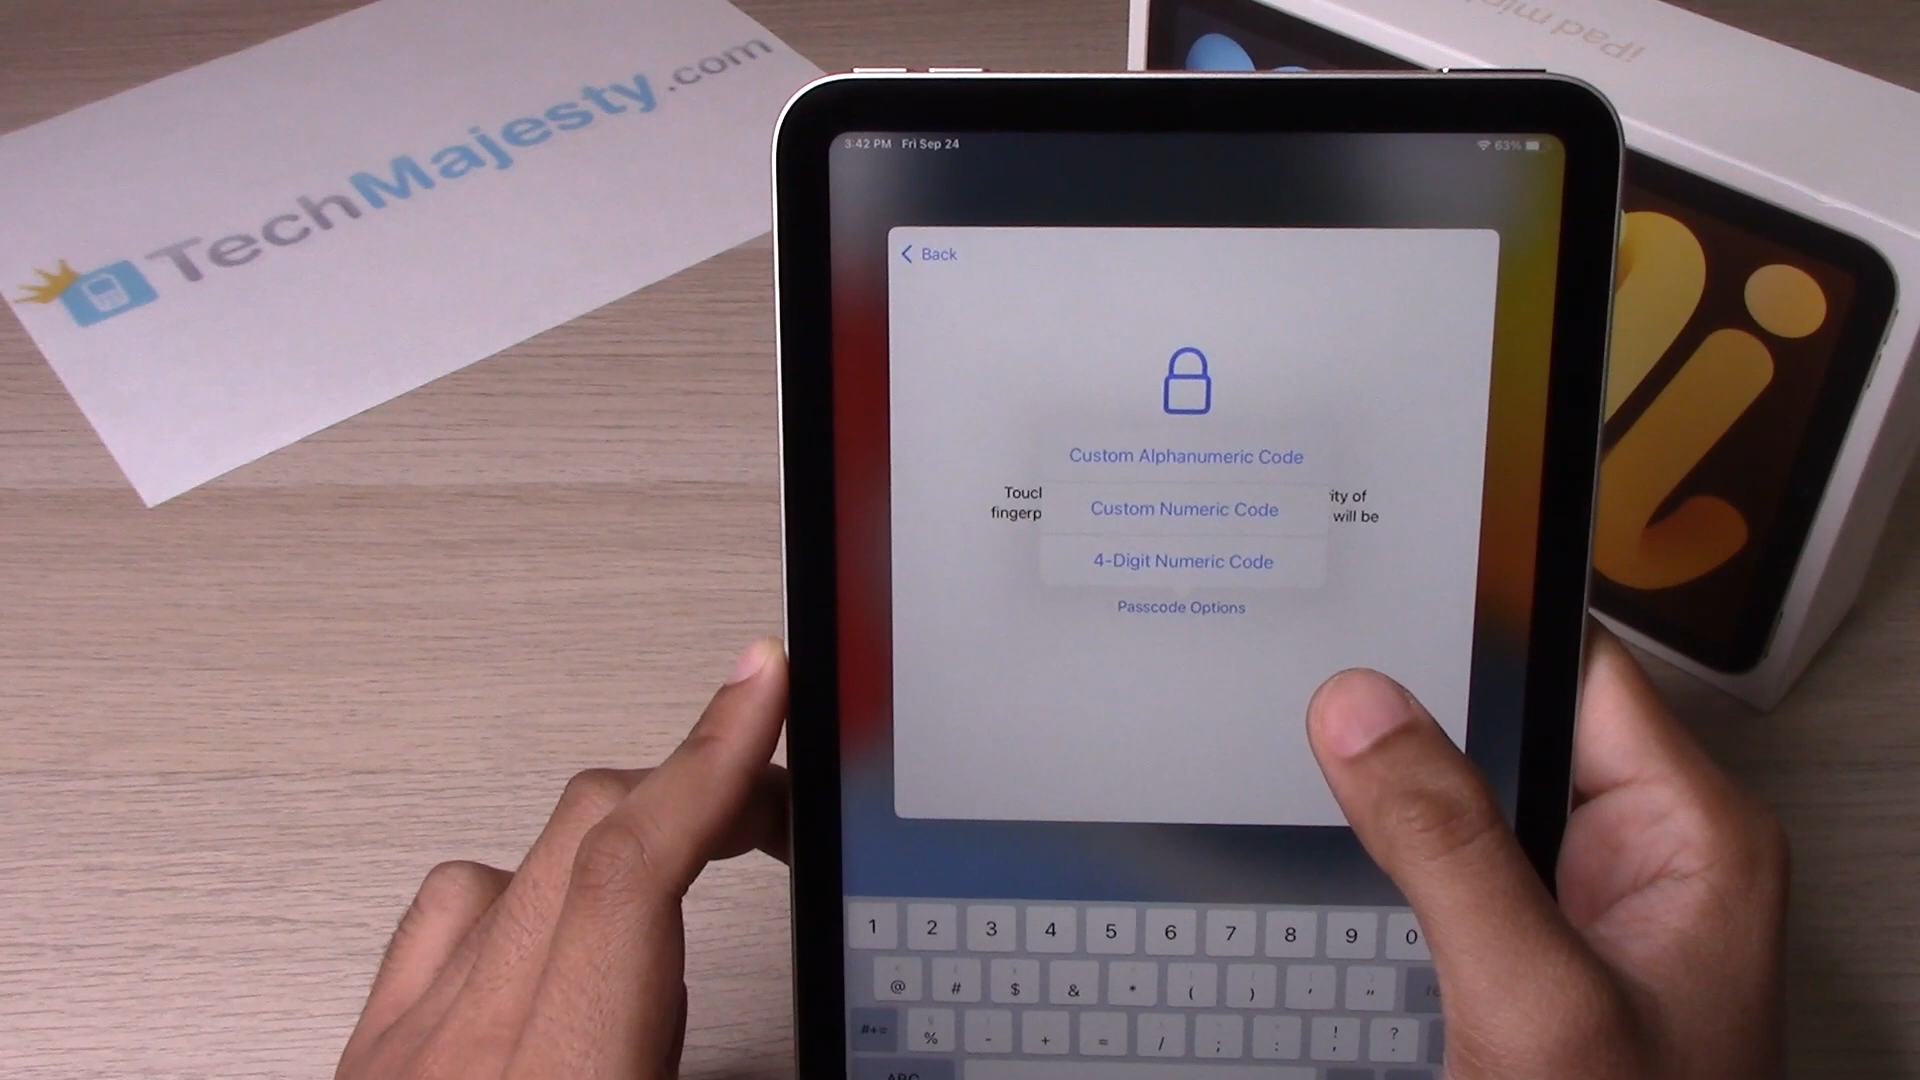 TechMajesty.com
iPad mini
3:42 PM Fri Sep 24
63%
Back
Custom Alphanumeric Code
Custom Numeric Code
4-Digit Numeric Code
Touc
ity of
fingerp
will be
Passcode Options
1 2 3 4 5 6 7 8 9 0
@ # $ & * ( ) ' "
#+= % - + = / ; : ! , ? .
ABC